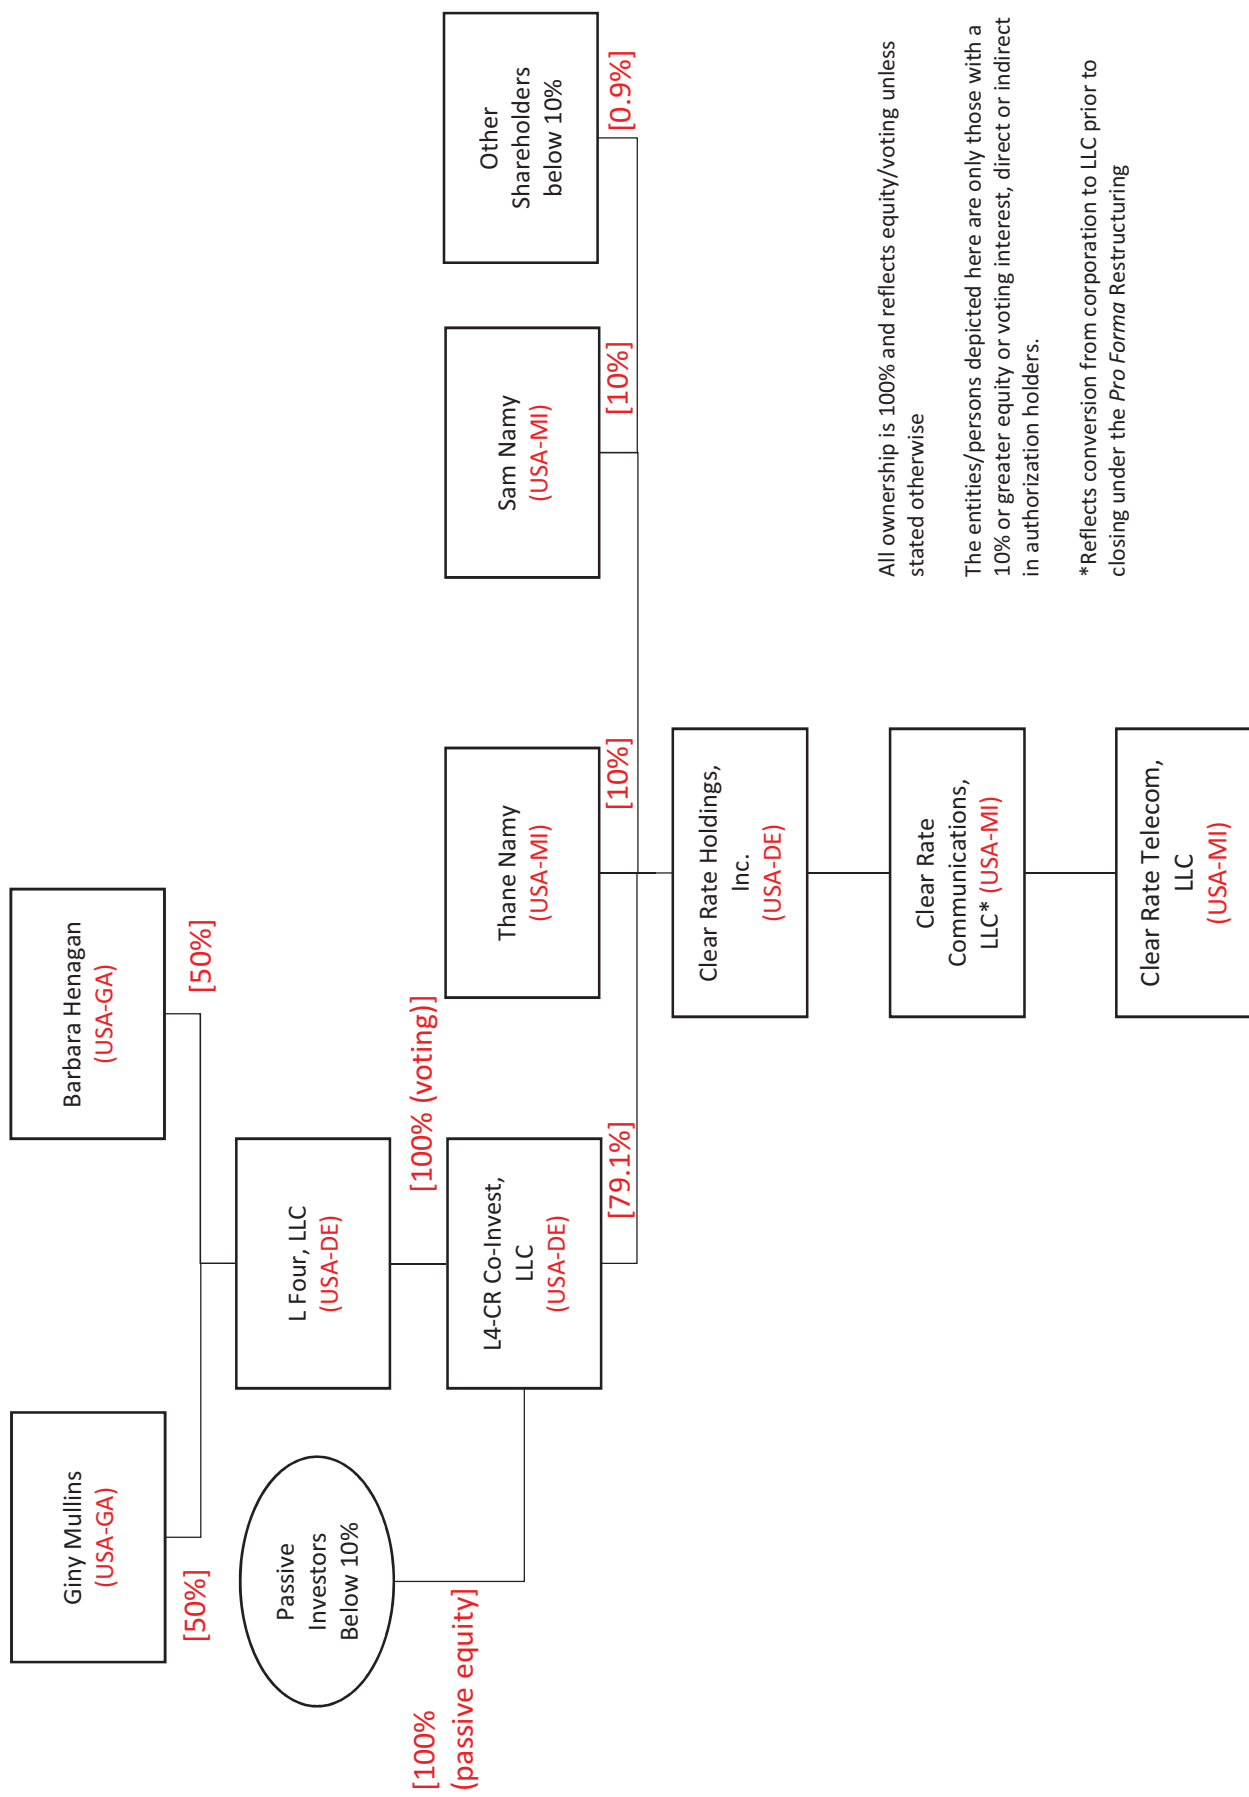 Giny Mullins
(USA-GA)
[50%]
Barbara Henagan
(USA-GA)
[50%]
Passive
Investors
Below 10%
[100%
(passive equity]
L Four, LLC
(USA-DE)
[100% (voting)]
L4-CR Co-Invest,
LLC
(USA-DE)
[79.1%]
Thane Namy
(USA-MI)
[10%]
Sam Namy
(USA-MI)
[10%]
Other
Shareholders
below 10%
[0.9%]
Clear Rate Holdings,
Inc.
(USA-DE)
Clear Rate
Communications,
LLC* (USA-MI)
Clear Rate Telecom,
LLC
(USA-MI)
All ownership is 100% and reflects equity/voting unless
stated otherwise
The entities/persons depicted here are only those with a
10% or greater equity or voting interest, direct or indirect
in authorization holders.
*Reflects conversion from corporation to LLC prior to
closing under the Pro Forma Restructuring